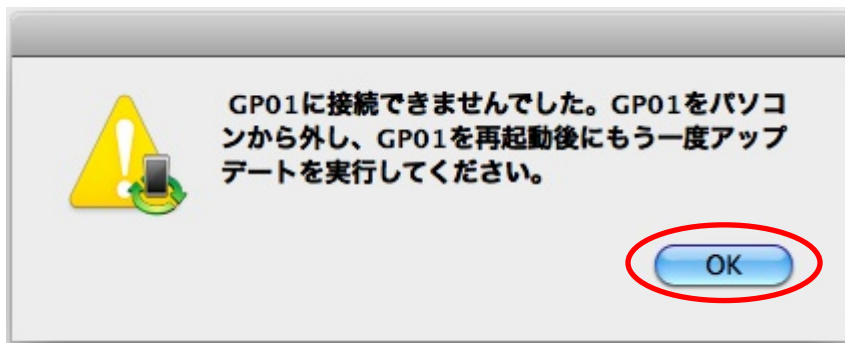 GP01に接続できませんでした。GP01をパソコ
ンから外し、GP01を再起動後にもう一度アップ
デートを実行してください。
OK